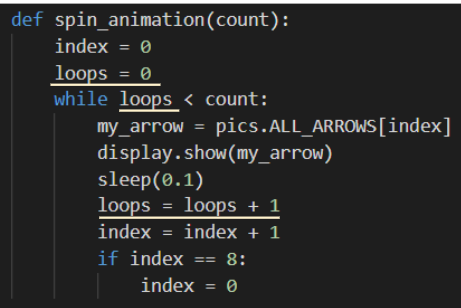 def spin_animation(count):
    index = 0
    loops = 0
    while loops < count:
        my_arrow = pics.ALL_ARROWS[index]
        display.show(my_arrow)
        sleep(0.1)
        loops = loops + 1
        index = index + 1
        if index == 8:
            index = 0